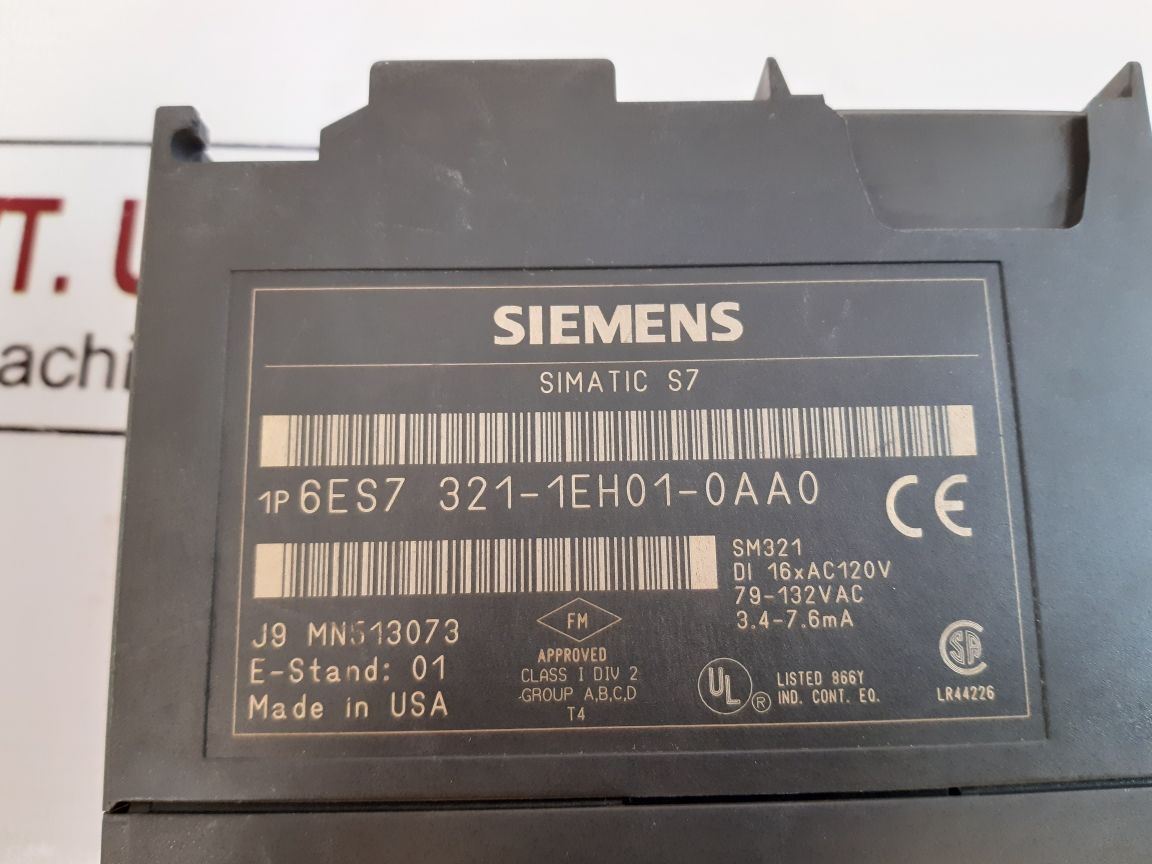 T. U
achi
SIEMENS
SIMATIC S7
1P 6ES7 321-1EH01-0AA0
CE
SM321
DI 16xAC120V
79-132VAC
3.4-7.6mA
J9 MN513073
E-Stand: 01
Made in USA
FM
APPROVED
CLASS I DIV 2
GROUP A,B,C,D
T4
UL ®
LISTED 866Y
IND. CONT. EQ.
SA
LR44226